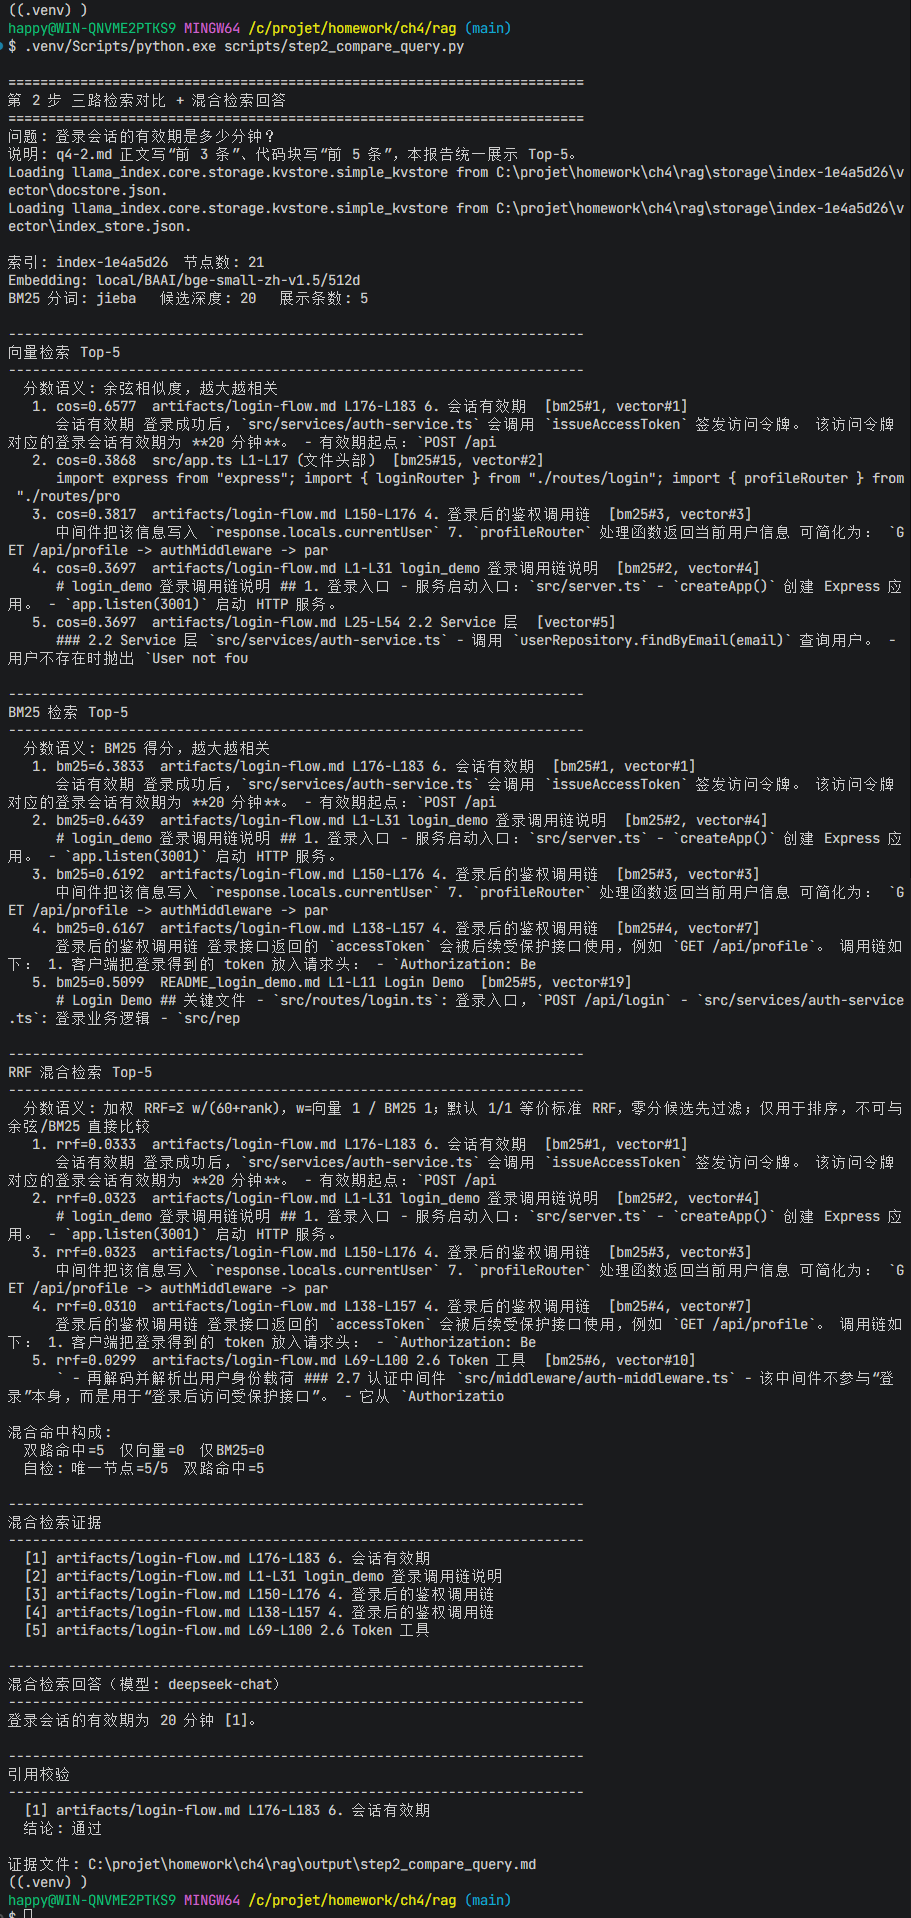 ((.venv) )
happy@WIN-QNVME2PTKS9 MINGW64 /c/projet/homework/ch4/rag (main)
$ .venv/Scripts/python.exe scripts/step2_compare_query.py

========================================================================
第 2 步 三路检索对比 + 混合检索回答
========================================================================
问题: 登录会话的有效期是多少分钟？
说明: q4-2.md 正文写“前 3 条”、代码块写“前 5 条”，本报告统一展示 Top-5。
Loading llama_index.core.storage.kvstore.simple_kvstore from C:\projet\homework\ch4\rag\storage\index-1e4a5d26\v
ector\docstore.json.
Loading llama_index.core.storage.kvstore.simple_kvstore from C:\projet\homework\ch4\rag\storage\index-1e4a5d26\v
ector\index_store.json.

索引: index-1e4a5d26  节点数: 21
Embedding: local/BAAI/bge-small-zh-v1.5/512d
BM25 分词: jieba   候选深度: 20   展示条数: 5

------------------------------------------------------------------------
向量检索 Top-5
------------------------------------------------------------------------
  分数语义: 余弦相似度，越大越相关
   1. cos=0.6577  artifacts/login-flow.md L176-L183 6. 会话有效期  [bm25#1, vector#1]
      会话有效期 登录成功后，`src/services/auth-service.ts` 会调用 `issueAccessToken` 签发访问令牌。 该访问令牌
对应的登录会话有效期为 **20 分钟**。 - 有效期起点：`POST /api
   2. cos=0.3868  src/app.ts L1-L17 (文件头部)  [bm25#15, vector#2]
      import express from "express"; import { loginRouter } from "./routes/login"; import { profileRouter } from
 "./routes/pro
   3. cos=0.3817  artifacts/login-flow.md L150-L176 4. 登录后的鉴权调用链  [bm25#3, vector#3]
      中间件把该信息写入 `response.locals.currentUser` 7. `profileRouter` 处理函数返回当前用户信息 可简化为： `G
ET /api/profile -> authMiddleware -> par
   4. cos=0.3697  artifacts/login-flow.md L1-L31 login_demo 登录调用链说明  [bm25#2, vector#4]
      # login_demo 登录调用链说明 ## 1. 登录入口 - 服务启动入口：`src/server.ts` - `createApp()` 创建 Express 应
用。 - `app.listen(3001)` 启动 HTTP 服务。
   5. cos=0.3697  artifacts/login-flow.md L25-L54 2.2 Service 层  [vector#5]
      ### 2.2 Service 层 `src/services/auth-service.ts` - 调用 `userRepository.findByEmail(email)` 查询用户。 -
用户不存在时抛出 `User not fou

------------------------------------------------------------------------
BM25 检索 Top-5
------------------------------------------------------------------------
  分数语义: BM25 得分，越大越相关
   1. bm25=6.3833  artifacts/login-flow.md L176-L183 6. 会话有效期  [bm25#1, vector#1]
      会话有效期 登录成功后，`src/services/auth-service.ts` 会调用 `issueAccessToken` 签发访问令牌。 该访问令牌
对应的登录会话有效期为 **20 分钟**。 - 有效期起点：`POST /api
   2. bm25=0.6439  artifacts/login-flow.md L1-L31 login_demo 登录调用链说明  [bm25#2, vector#4]
      # login_demo 登录调用链说明 ## 1. 登录入口 - 服务启动入口：`src/server.ts` - `createApp()` 创建 Express 应
用。 - `app.listen(3001)` 启动 HTTP 服务。
   3. bm25=0.6192  artifacts/login-flow.md L150-L176 4. 登录后的鉴权调用链  [bm25#3, vector#3]
      中间件把该信息写入 `response.locals.currentUser` 7. `profileRouter` 处理函数返回当前用户信息 可简化为： `G
ET /api/profile -> authMiddleware -> par
   4. bm25=0.6167  artifacts/login-flow.md L138-L157 4. 登录后的鉴权调用链  [bm25#4, vector#7]
      登录后的鉴权调用链 登录接口返回的 `accessToken` 会被后续受保护接口使用，例如 `GET /api/profile`。 调用链如
下： 1. 客户端把登录得到的 token 放入请求头： - `Authorization: Be
   5. bm25=0.5099  README_login_demo.md L1-L11 Login Demo  [bm25#5, vector#19]
      # Login Demo ## 关键文件 - `src/routes/login.ts`: 登录入口，`POST /api/login` - `src/services/auth-service
.ts`: 登录业务逻辑 - `src/rep

------------------------------------------------------------------------
RRF 混合检索 Top-5
------------------------------------------------------------------------
  分数语义: 加权 RRF=Σ w/(60+rank)，w=向量 1 / BM25 1；默认 1/1 等价标准 RRF，零分候选先过滤；仅用于排序，不可与
余弦/BM25 直接比较
   1. rrf=0.0333  artifacts/login-flow.md L176-L183 6. 会话有效期  [bm25#1, vector#1]
      会话有效期 登录成功后，`src/services/auth-service.ts` 会调用 `issueAccessToken` 签发访问令牌。 该访问令牌
对应的登录会话有效期为 **20 分钟**。 - 有效期起点：`POST /api
   2. rrf=0.0323  artifacts/login-flow.md L1-L31 login_demo 登录调用链说明  [bm25#2, vector#4]
      # login_demo 登录调用链说明 ## 1. 登录入口 - 服务启动入口：`src/server.ts` - `createApp()` 创建 Express 应
用。 - `app.listen(3001)` 启动 HTTP 服务。
   3. rrf=0.0323  artifacts/login-flow.md L150-L176 4. 登录后的鉴权调用链  [bm25#3, vector#3]
      中间件把该信息写入 `response.locals.currentUser` 7. `profileRouter` 处理函数返回当前用户信息 可简化为： `G
ET /api/profile -> authMiddleware -> par
   4. rrf=0.0310  artifacts/login-flow.md L138-L157 4. 登录后的鉴权调用链  [bm25#4, vector#7]
      登录后的鉴权调用链 登录接口返回的 `accessToken` 会被后续受保护接口使用，例如 `GET /api/profile`。 调用链如
下： 1. 客户端把登录得到的 token 放入请求头： - `Authorization: Be
   5. rrf=0.0299  artifacts/login-flow.md L69-L100 2.6 Token 工具  [bm25#6, vector#10]
      ` - 再解码并解析出用户身份载荷 ### 2.7 认证中间件 `src/middleware/auth-middleware.ts` - 该中间件不参与“登
录”本身，而是用于“登录后访问受保护接口”。 - 它从 `Authorizatio

混合命中构成:
  双路命中=5  仅向量=0  仅BM25=0
  自检: 唯一节点=5/5  双路命中=5

------------------------------------------------------------------------
混合检索证据
------------------------------------------------------------------------
  [1] artifacts/login-flow.md L176-L183 6. 会话有效期
  [2] artifacts/login-flow.md L1-L31 login_demo 登录调用链说明
  [3] artifacts/login-flow.md L150-L176 4. 登录后的鉴权调用链
  [4] artifacts/login-flow.md L138-L157 4. 登录后的鉴权调用链
  [5] artifacts/login-flow.md L69-L100 2.6 Token 工具

------------------------------------------------------------------------
混合检索回答（模型: deepseek-chat）
------------------------------------------------------------------------
登录会话的有效期为 20 分钟 [1]。

------------------------------------------------------------------------
引用校验
------------------------------------------------------------------------
  [1] artifacts/login-flow.md L176-L183 6. 会话有效期
  结论: 通过

证据文件: C:\projet\homework\ch4\rag\output\step2_compare_query.md
((.venv) )
happy@WIN-QNVME2PTKS9 MINGW64 /c/projet/homework/ch4/rag (main)
$